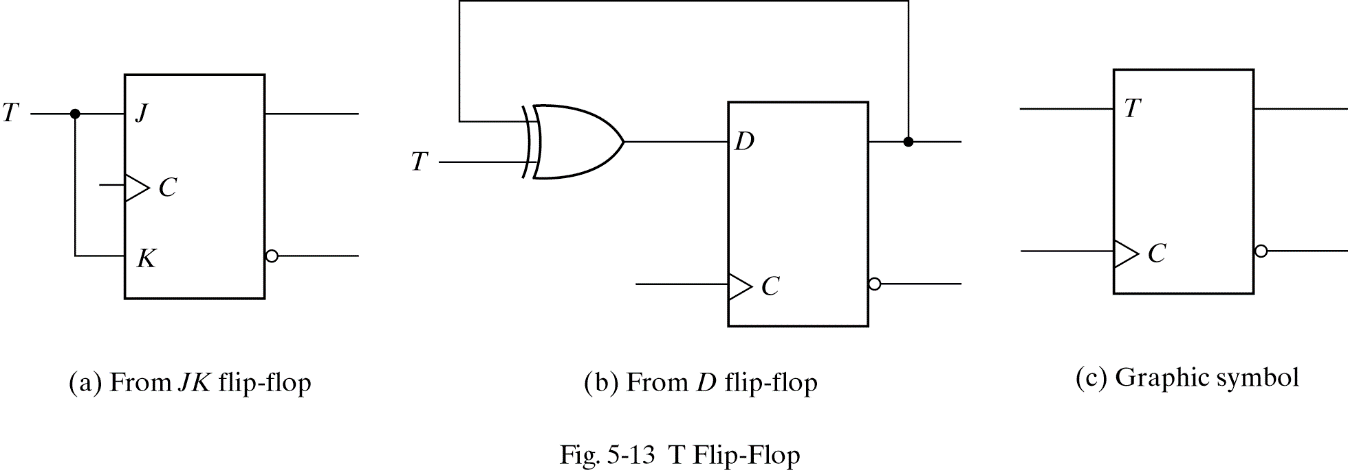 T
J
C
K
(a) From JK flip-flop
T
D
C
(b) From D flip-flop
T
C
(c) Graphic symbol
Fig. 5-13 T Flip-Flop